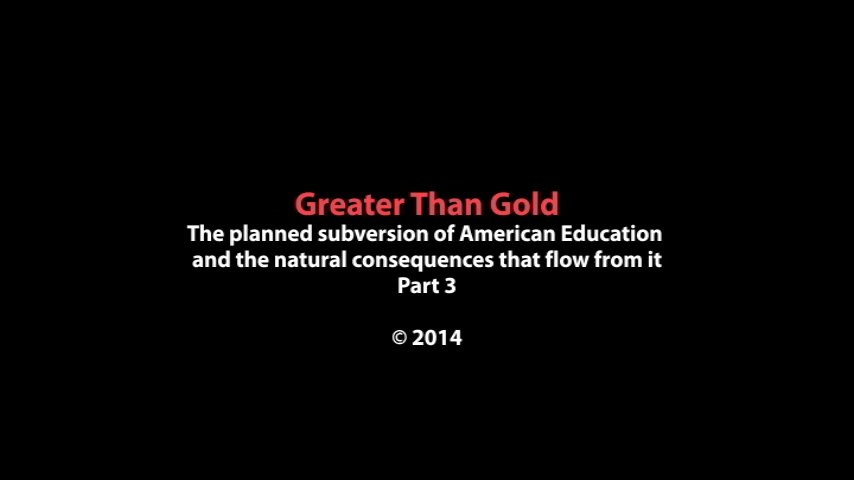 Greater Than Gold
The planned subversion of American Education
and the natural consequences that flow from it
Part 3
© 2014